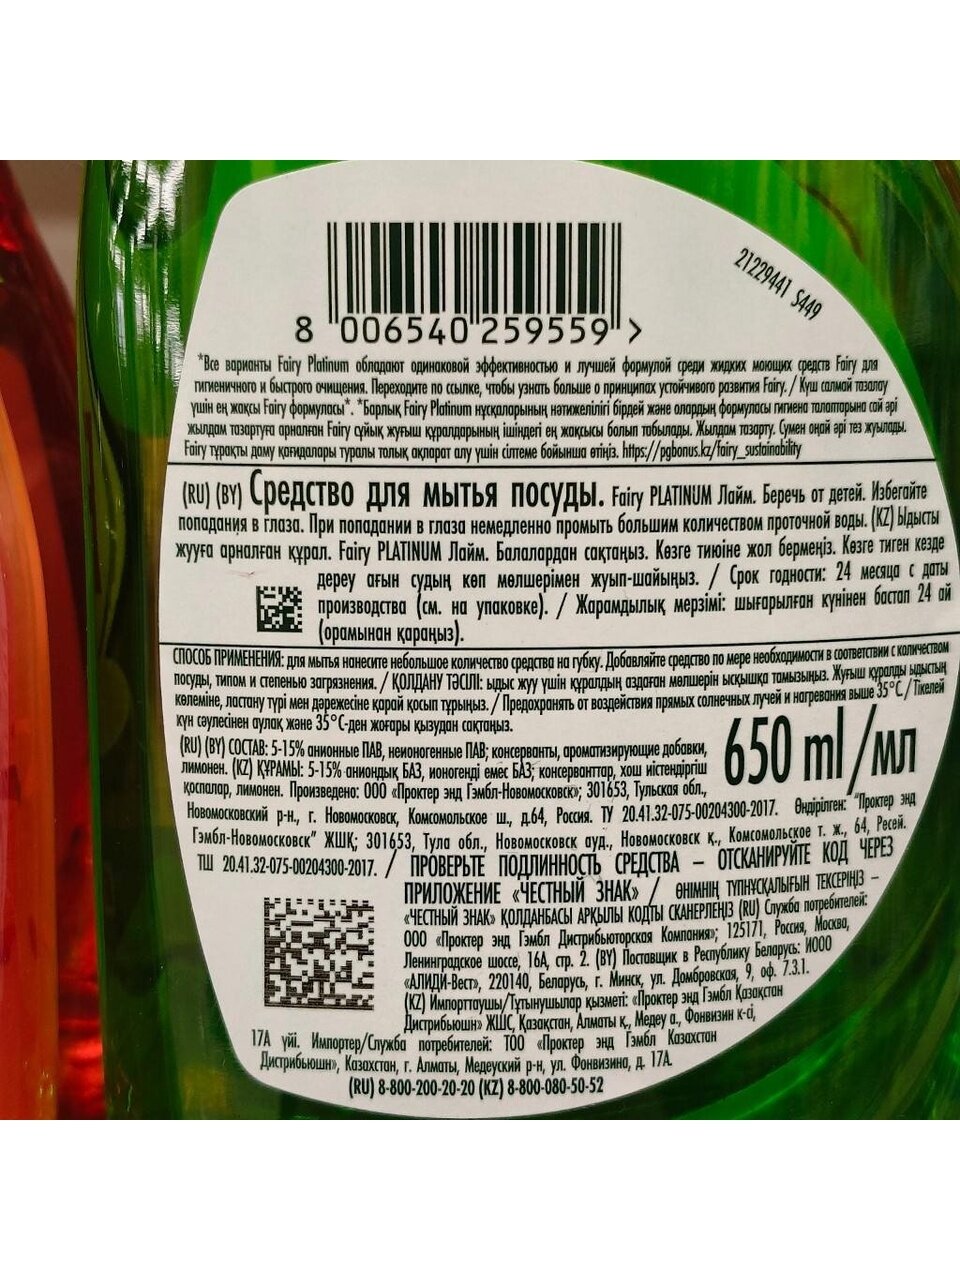 21229441 S449
8 006540 259559 >
*Все варианты Fairy Platinum обладают одинаковой эффективностью и лучшей формулой среди жидких моющих средств Fairy для
гигиеничного и быстрого очищения. Переходите по ссылке, чтобы узнать больше о принципах устойчивого развития Fairy. / Күш салмай тазалау
үшін ең жақсы Fairy формуласы*. *Барлық Fairy Platinum нұсқаларының нәтижелілігі бірдей және олардың формуласы гигиена талаптарына сай әрі
жылдам тазартуға арналған Fairy сұйық жуғыш құралдарының ішіндегі ең жақсысы болып табылады. Жылдам тазарту. Сумен оңай әрі тез жуылады.
Fairy тұрақты даму қағидалары туралы толық ақпарат алу үшін сілтеме бойынша өтіңіз. https://pgbonus.kz/fairy_sustainability
(RU) (BY) Средство для мытья посуды. Fairy PLATINUM Лайм. Беречь от детей. Избегайте
попадания в глаза. При попадании в глаза немедленно промыть большим количеством проточной воды. (KZ) Ыдысты
жууға арналған құрал. Fairy PLATINUM Лайм. Балалардан сақтаңыз. Көзге тиюіне жол бермеңіз. Көзге тиген кезде
дереу ағын судың көп мөлшерімен жуып-шайыңыз. / Срок годности: 24 месяца с даты
производства (см. на упаковке). / Жарамдылық мерзімі: шығарылған күнінен бастап 24 ай
(орамынан қараңыз).
СПОСОБ ПРИМЕНЕНИЯ: для мытья нанесите небольшое количество средства на губку. Добавляйте средство по мере необходимости в соответствии с количеством
посуды, типом и степенью загрязнения. / ҚОЛДАНУ ТӘСІЛІ: ыдыс жуу үшін құралдың аздаған мөлшерін ысқышқа тамызыңыз. Жуғыш құралды ыдыстың
көлеміне, ластану түрі мен дәрежесіне қарай қосып тұрыңыз. / Предохранять от воздействия прямых солнечных лучей и нагревания выше 35°С. / Тікелей
күн сәулесінен аулақ және 35°С-ден жоғары қызудан сақтаңыз.
(RU) (BY) СОСТАВ: 5-15% анионные ПАВ, неионогенные ПАВ; консерванты, ароматизирующие добавки,
лимонен. (KZ) ҚҰРАМЫ: 5-15% аниондық БАЗ, ионогенді емес БАЗ; консерванттар, хош иістендіргіш
қоспалар, лимонен. Произведено: ООО «Проктер энд Гэмбл-Новомосковск»; 301653, Тульская обл.,
650 ml/мл
Новомосковский р-н., г. Новомосковск, Комсомольское ш., д.64, Россия. ТУ 20.41.32-075-00204300-2017. Өндірілген: "Проктер энд
Гэмбл-Новомосковск" ЖШҚ; 301653, Тула обл., Новомосковск ауд., Новомосковск қ., Комсомольское т. ж., 64, Ресей.
ТШ 20.41.32-075-00204300-2017. / ПРОВЕРЬТЕ ПОДЛИННОСТЬ СРЕДСТВА – ОТСКАНИРУЙТЕ КОД ЧЕРЕЗ
ПРИЛОЖЕНИЕ «ЧЕСТНЫЙ ЗНАК» / ӨНІМНІҢ ТҮПНҰСҚАЛЫҒЫН ТЕКСЕРІҢІЗ –
«ЧЕСТНЫЙ ЗНАК» ҚОЛДАНБАСЫ АРҚЫЛЫ КОДТЫ СКАНЕРЛЕҢІЗ (RU) Служба потребителей:
ООО «Проктер энд Гэмбл Дистрибьюторская Компания»; 125171, Россия, Москва,
Ленинградское шоссе, 16А, стр. 2. (BY) Поставщик в Республику Беларусь: ИООО
«АЛИДИ-Вест», 220140, Беларусь, г. Минск, ул. Домбровская, 9, оф. 7.3.1.
(KZ) Импорттаушы/Тұтынушылар қызметі: «Проктер энд Гэмбл Қазақстан
Дистрибьюшн» ЖШС, Қазақстан, Алматы қ., Медеу а., Фонвизин к-сі,
17А үйі. Импортер/Служба потребителей: ТОО «Проктер энд Гэмбл Казахстан
Дистрибьюшн», Казахстан, г. Алматы, Медеуский р-н, ул. Фонвизина, д. 17А.
(RU) 8-800-200-20-20 (KZ) 8-800-080-50-52